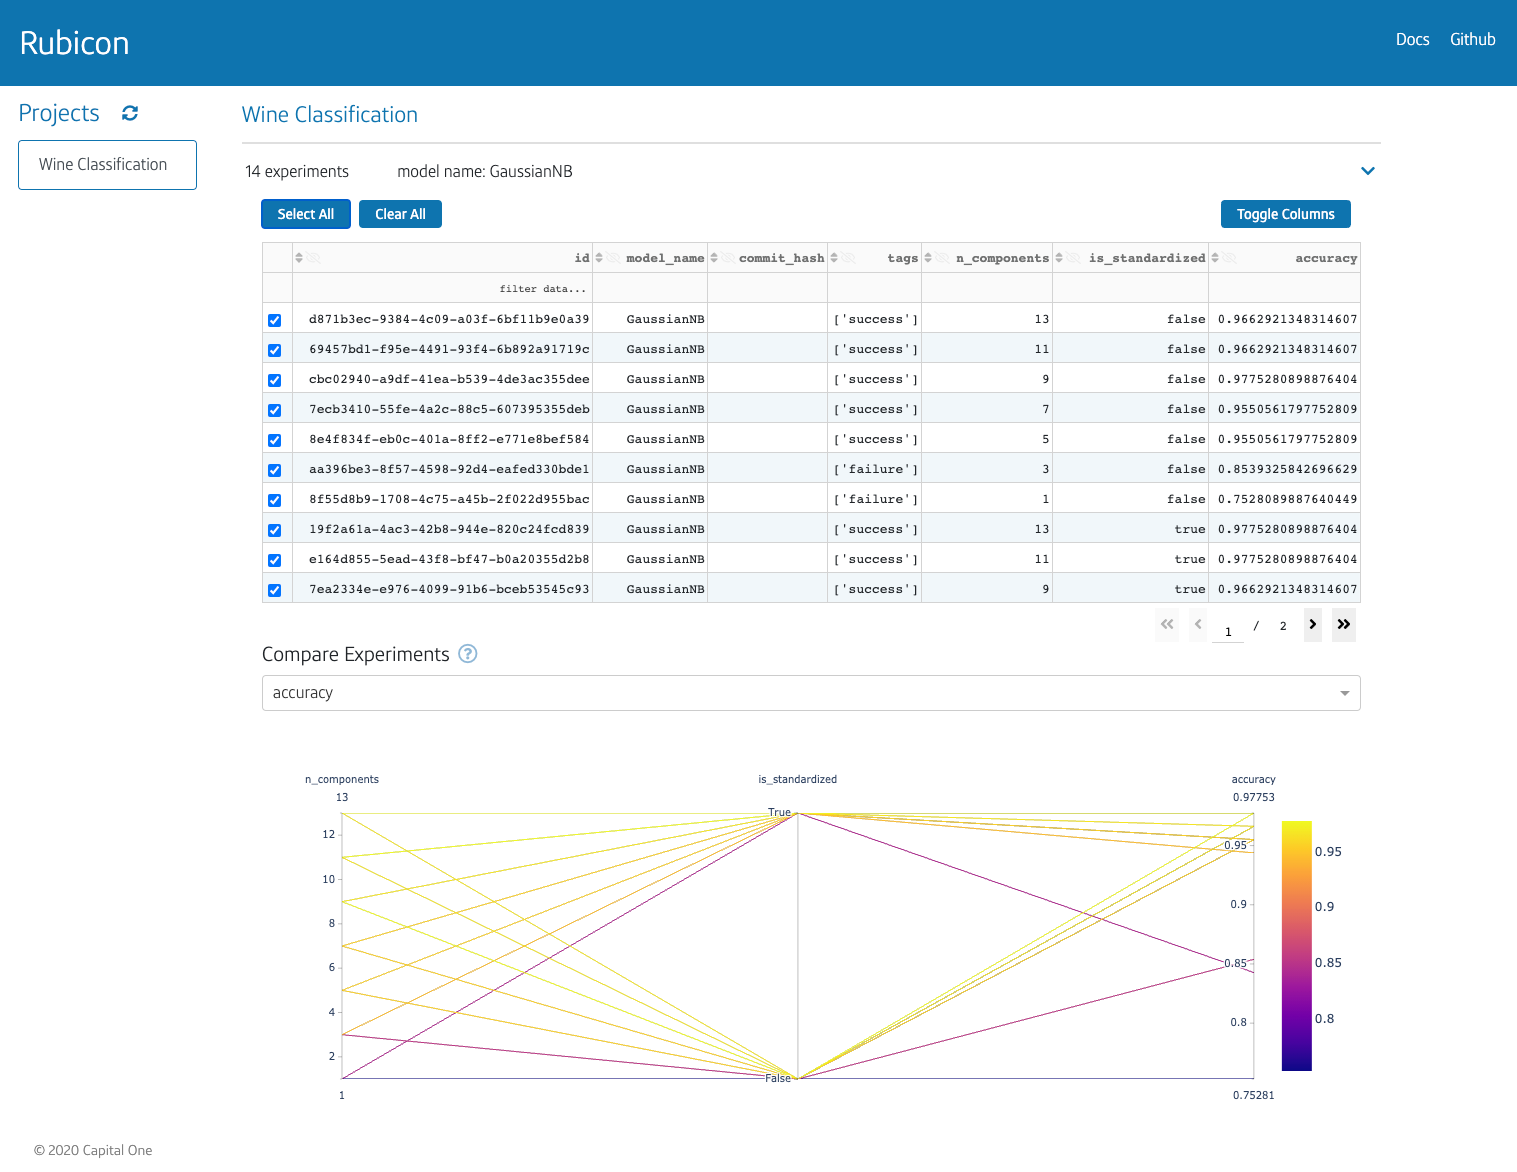 Rubicon
Docs Github
Projects
Wine Classification
Wine Classification
14 experiments model name: GaussianNB
Select All Clear All Toggle Columns
id model_name commit_hash tags n_components is_standardized accuracy
filter data...
d871b3ec-9384-4c09-a03f-6bf11b9e0a39 GaussianNB ['success'] 13 false 0.9662921348314607
69457bd1-f95e-4491-93f4-6b892a91719c GaussianNB ['success'] 11 false 0.9662921348314607
cbc02940-a9df-41ea-b539-4de3ac355dee GaussianNB ['success'] 9 false 0.9775280898876404
7ecb3410-55fe-4a2c-88c5-607395355deb GaussianNB ['success'] 7 false 0.9550561797752809
8e4f834f-eb0c-401a-8ff2-e771e8bef584 GaussianNB ['success'] 5 false 0.9550561797752809
aa396be3-8f57-4598-92d4-eafed330bde1 GaussianNB ['failure'] 3 false 0.8539325842696629
8f55d8b9-1708-4c75-a45b-2f022d955bac GaussianNB ['failure'] 1 false 0.7528089887640449
19f2a61a-4ac3-42b8-944e-820c24fcd839 GaussianNB ['success'] 13 true 0.9775280898876404
e164d855-5ead-43f8-bf47-b0a20355d2b8 GaussianNB ['success'] 11 true 0.9775280898876404
7ea2334e-e976-4099-91b6-bceb53545c93 GaussianNB ['success'] 9 true 0.9662921348314607
1 / 2
Compare Experiments ?
accuracy
n_components is_standardized accuracy
13 0.97753
True
12
0.95 0.95
10
0.9 0.9
8
6
0.85 0.85
4
0.8 0.8
2
False
1 0.75281
© 2020 Capital One